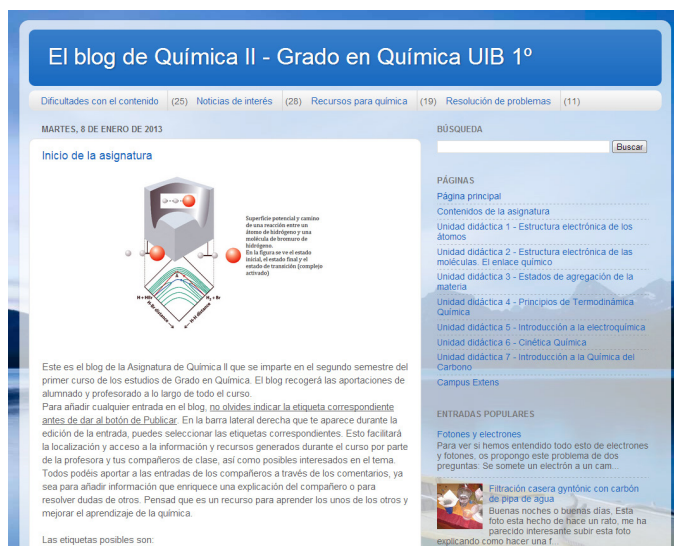 El blog de Química II - Grado en Química UIB 1º
Dificultades con el contenido (25) Noticias de interés (28) Recursos para química (19) Resolución de problemas (11)
MARTES, 8 DE ENERO DE 2013
Inicio de la asignatura
Superficie potencial y camino
de una reacción entre un
átomo de hidrógeno y una
molécula de bromuro de
hidrógeno.
En la figura se ve el estado
inicial, el estado final y el
estado de transición (complejo
activado)
H + HBr
H₂ + Br
H-Br distance
H-H distance
Este es el blog de la Asignatura de Química II que se imparte en el segundo semestre del
primer curso de los estudios de Grado en Química. El blog recogerá las aportaciones de
alumnado y profesorado a lo largo de todo el curso.
Para añadir cualquier entrada en el blog, no olvides indicar la etiqueta correspondiente
antes de dar al botón de Publicar. En la barra lateral derecha que te aparece durante la
edición de la entrada, puedes seleccionar las etiquetas correspondientes. Esto facilitará
la localización y acceso a la información y recursos generados durante el curso por parte
de la profesora y tus compañeros de clase, así como posibles interesados en el tema.
Todos podéis aportar a las entradas de los compañeros a través de los comentarios, ya
sea para añadir información que enriquece una explicación del compañero o para
resolver dudas de otros. Pensad que es un recurso para aprender los unos de los otros y
mejorar el aprendizaje de la química.
Las etiquetas posibles son:
BÚSQUEDA
Buscar
PÁGINAS
Página principal
Contenidos de la asignatura
Unidad didáctica 1 - Estructura electrónica de los
átomos
Unidad didáctica 2 - Estructura electrónica de las
moléculas. El enlace químico
Unidad didáctica 3 - Estados de agregación de la
materia
Unidad didáctica 4 - Principios de Termodinámica
Química
Unidad didáctica 5 - Introducción a la electroquímica
Unidad didáctica 6 - Cinética Química
Unidad didáctica 7 - Introducción a la Química del
Carbono
Campus Extens
ENTRADAS POPULARES
Fotones y electrones
Para ver si hemos entendido todo esto de electrones
y fotones, os propongo este problema de dos
preguntas: Se somete un electrón a un cam...
Filtración casera gyntónic con carbón
de pipa de agua
Buenas noches o buenas días, Esta
foto esta hecho de hace un rato, me ha
parecido interesante subir esta foto
explicando como hacer una f...